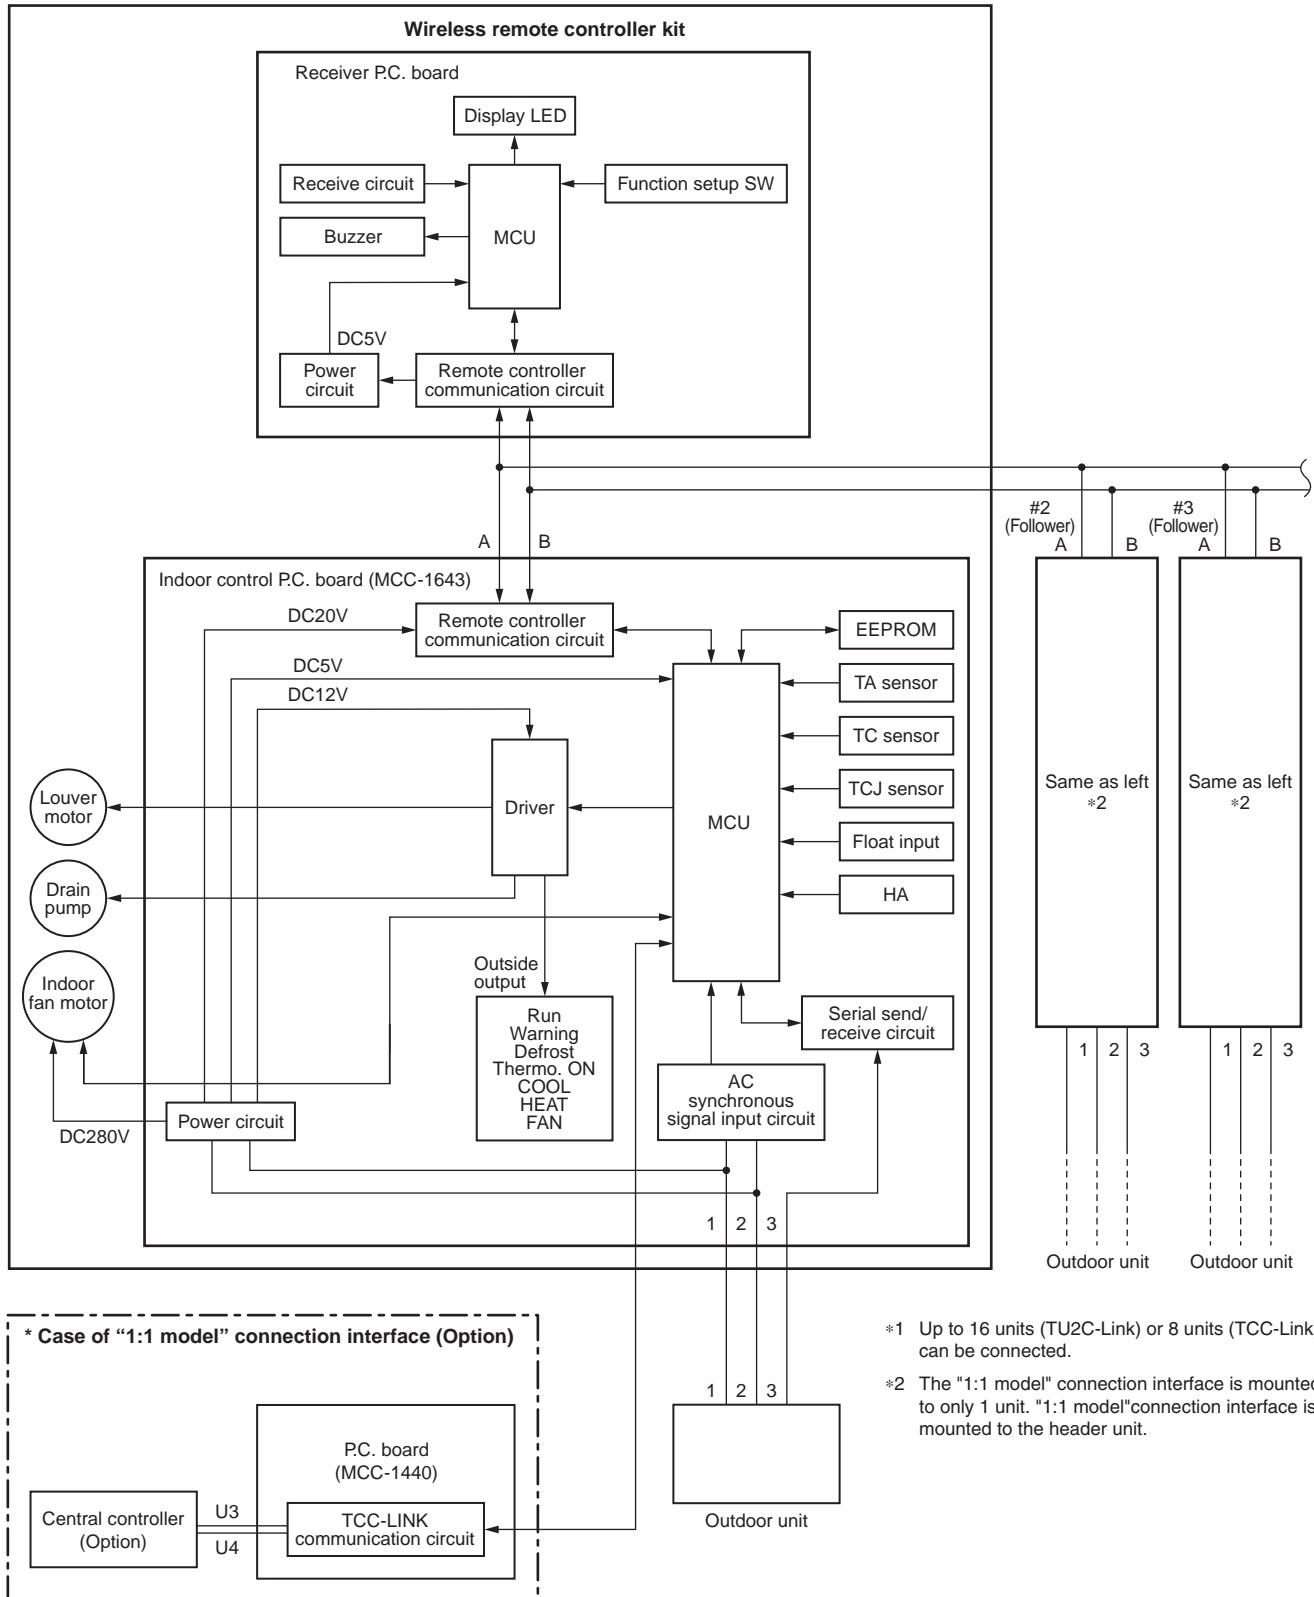 Wireless remote controller kit
Receiver P.C. board
Display LED
Receive circuit
Function setup SW
Buzzer
MCU
DC5V
Power
circuit
Remote controller
communication circuit
#2
(Follower)
A
B
#3
(Follower)
A
B
A
B
Indoor control P.C. board (MCC-1643)
DC20V
Remote controller
communication circuit
EEPROM
DC5V
TA sensor
DC12V
TC sensor
TCJ sensor
Louver
motor
Driver
MCU
Float input
Same as left
*2
Same as left
*2
Drain
pump
HA
Indoor
fan motor
Outside
output
Run
Warning
Defrost
Thermo. ON
COOL
HEAT
FAN
Serial send/
receive circuit
AC
synchronous
signal input circuit
1 2 3
1 2 3
Power circuit
DC280V
1 2 3
Outdoor unit
Outdoor unit
* Case of “1:1 model” connection interface (Option)
*1 Up to 16 units (TU2C-Link) or 8 units (TCC-Link
can be connected.
*2 The "1:1 model" connection interface is mounted
to only 1 unit. "1:1 model"connection interface is
mounted to the header unit.
1 2 3
P.C. board
(MCC-1440)
Central controller
(Option)
U3
U4
TCC-LINK
communication circuit
Outdoor unit